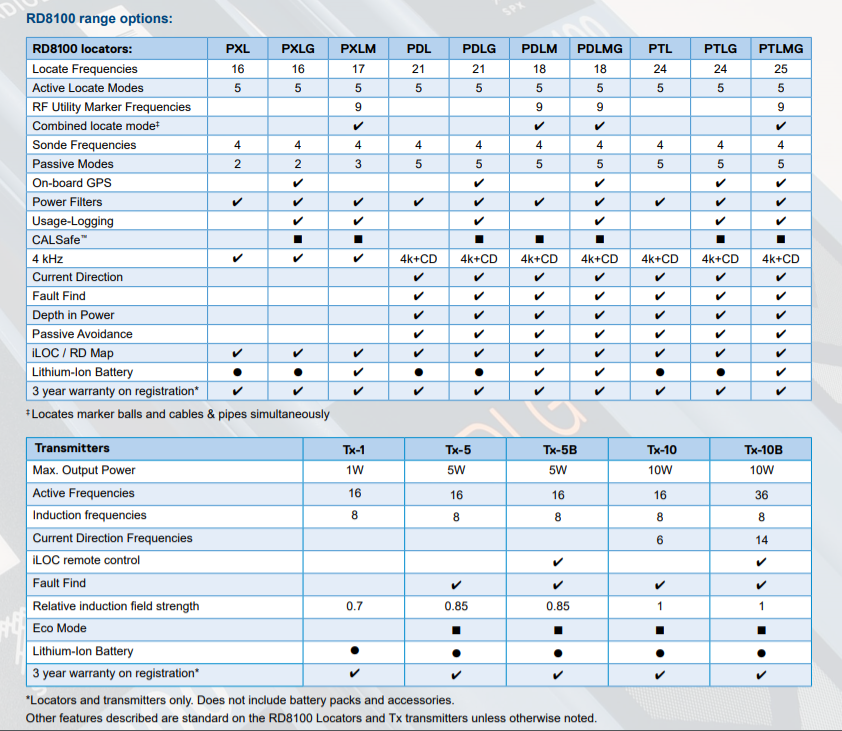 RD8100 range options:
RD8100 locators: PXL PXLG PXLM PDL PDLG PDLM PDLMG PTL PTLG PTLMG
Locate Frequencies 16 16 17 21 21 18 18 24 24 25
Active Locate Modes 5 5 5 5 5 5 5 5 5 5
RF Utility Marker Frequencies 9 9 9 9
Combined locate mode‡ ✔ ✔ ✔ ✔
Sonde Frequencies 4 4 4 4 4 4 4 4 4 4
Passive Modes 2 2 3 5 5 5 5 5 5 5
On-board GPS ✔ ✔ ✔ ✔ ✔
Power Filters ✔ ✔ ✔ ✔ ✔ ✔ ✔ ✔ ✔ ✔
Usage-Logging ✔ ✔ ✔ ✔ ✔ ✔
CALSafe™ ■ ■ ■ ■ ■ ■ ■
4 kHz ✔ ✔ ✔ 4k+CD 4k+CD 4k+CD 4k+CD 4k+CD 4k+CD 4k+CD
Current Direction ✔ ✔ ✔ ✔ ✔ ✔ ✔
Fault Find ✔ ✔ ✔ ✔ ✔ ✔ ✔
Depth in Power ✔ ✔ ✔ ✔ ✔ ✔ ✔
Passive Avoidance ✔ ✔ ✔ ✔ ✔ ✔ ✔
iLOC / RD Map ✔ ✔ ✔ ✔ ✔ ✔ ✔ ✔ ✔ ✔
Lithium-Ion Battery ● ● ✔ ● ● ✔ ✔ ● ● ✔
3 year warranty on registration* ✔ ✔ ✔ ✔ ✔ ✔ ✔ ✔ ✔ ✔
‡Locates marker balls and cables & pipes simultaneously
Transmitters Tx-1 Tx-5 Tx-5B Tx-10 Tx-10B
Max. Output Power 1W 5W 5W 10W 10W
Active Frequencies 16 16 16 16 36
Induction frequencies 8 8 8 8 8
Current Direction Frequencies 6 14
iLOC remote control ✔ ✔
Fault Find ✔ ✔ ✔ ✔
Relative induction field strength 0.7 0.85 0.85 1 1
Eco Mode ■ ■ ■ ■
Lithium-Ion Battery ● ● ● ● ●
3 year warranty on registration* ✔ ✔ ✔ ✔ ✔
*Locators and transmitters only. Does not include battery packs and accessories.
Other features described are standard on the RD8100 Locators and Tx transmitters unless otherwise noted.